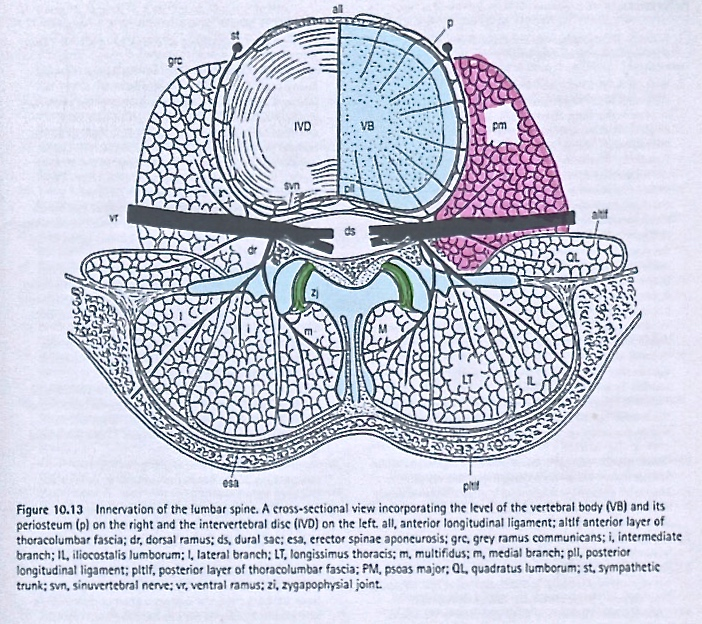 all
st
p
grc
IVD
VB
pm
svn
pll
vr
ds
altlf
dr
QL
zj
l
i
m
M
LT
IL
esa
pltlf
Figure 10.13 Innervation of the lumbar spine. A cross-sectional view incorporating the level of the vertebral body (VB) and its
periosteum (p) on the right and the intervertebral disc (IVD) on the left. all, anterior longitudinal ligament; altlf anterior layer of
thoracolumbar fascia; dr, dorsal ramus; ds, dural sac; esa, erector spinae aponeurosis; grc, grey ramus communicans; i, intermediate
branch; IL, iliocostalis lumborum; l, lateral branch; LT, longissimus thoracis; m, multifidus; m, medial branch; pll, posterior
longitudinal ligament; pltlf, posterior layer of thoracolumbar fascia; PM, psoas major; QL, quadratus lumborum; st, sympathetic
trunk; svn, sinuvertebral nerve; vr, ventral ramus; zi, zygapophysial joint.